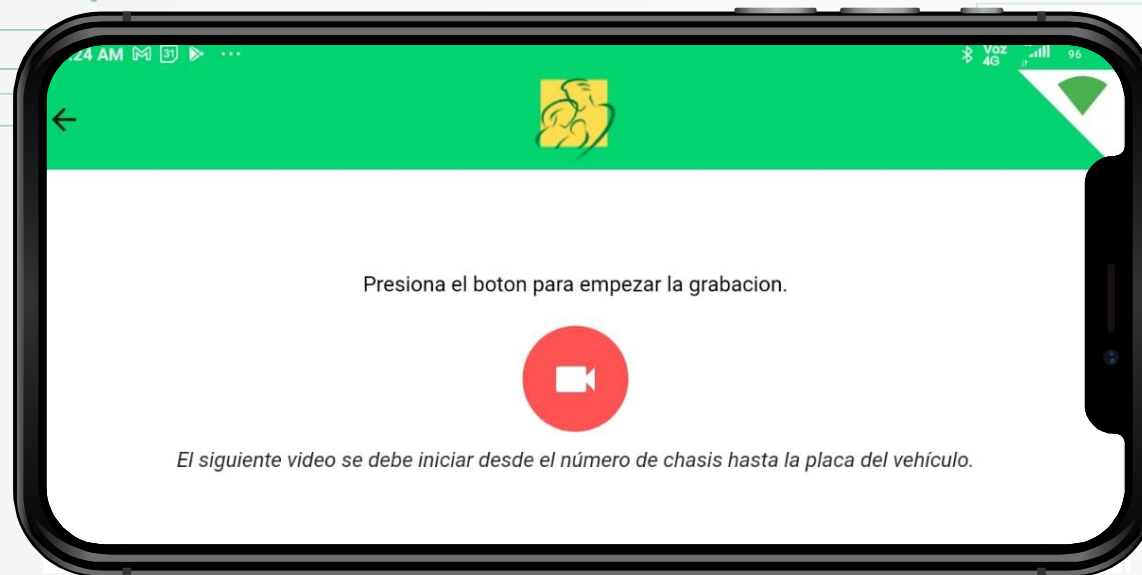 :24 AM 31 ...
Voz
4G
96
Presiona el boton para empezar la grabacion.
El siguiente video se debe iniciar desde el número de chasis hasta la placa del vehículo.